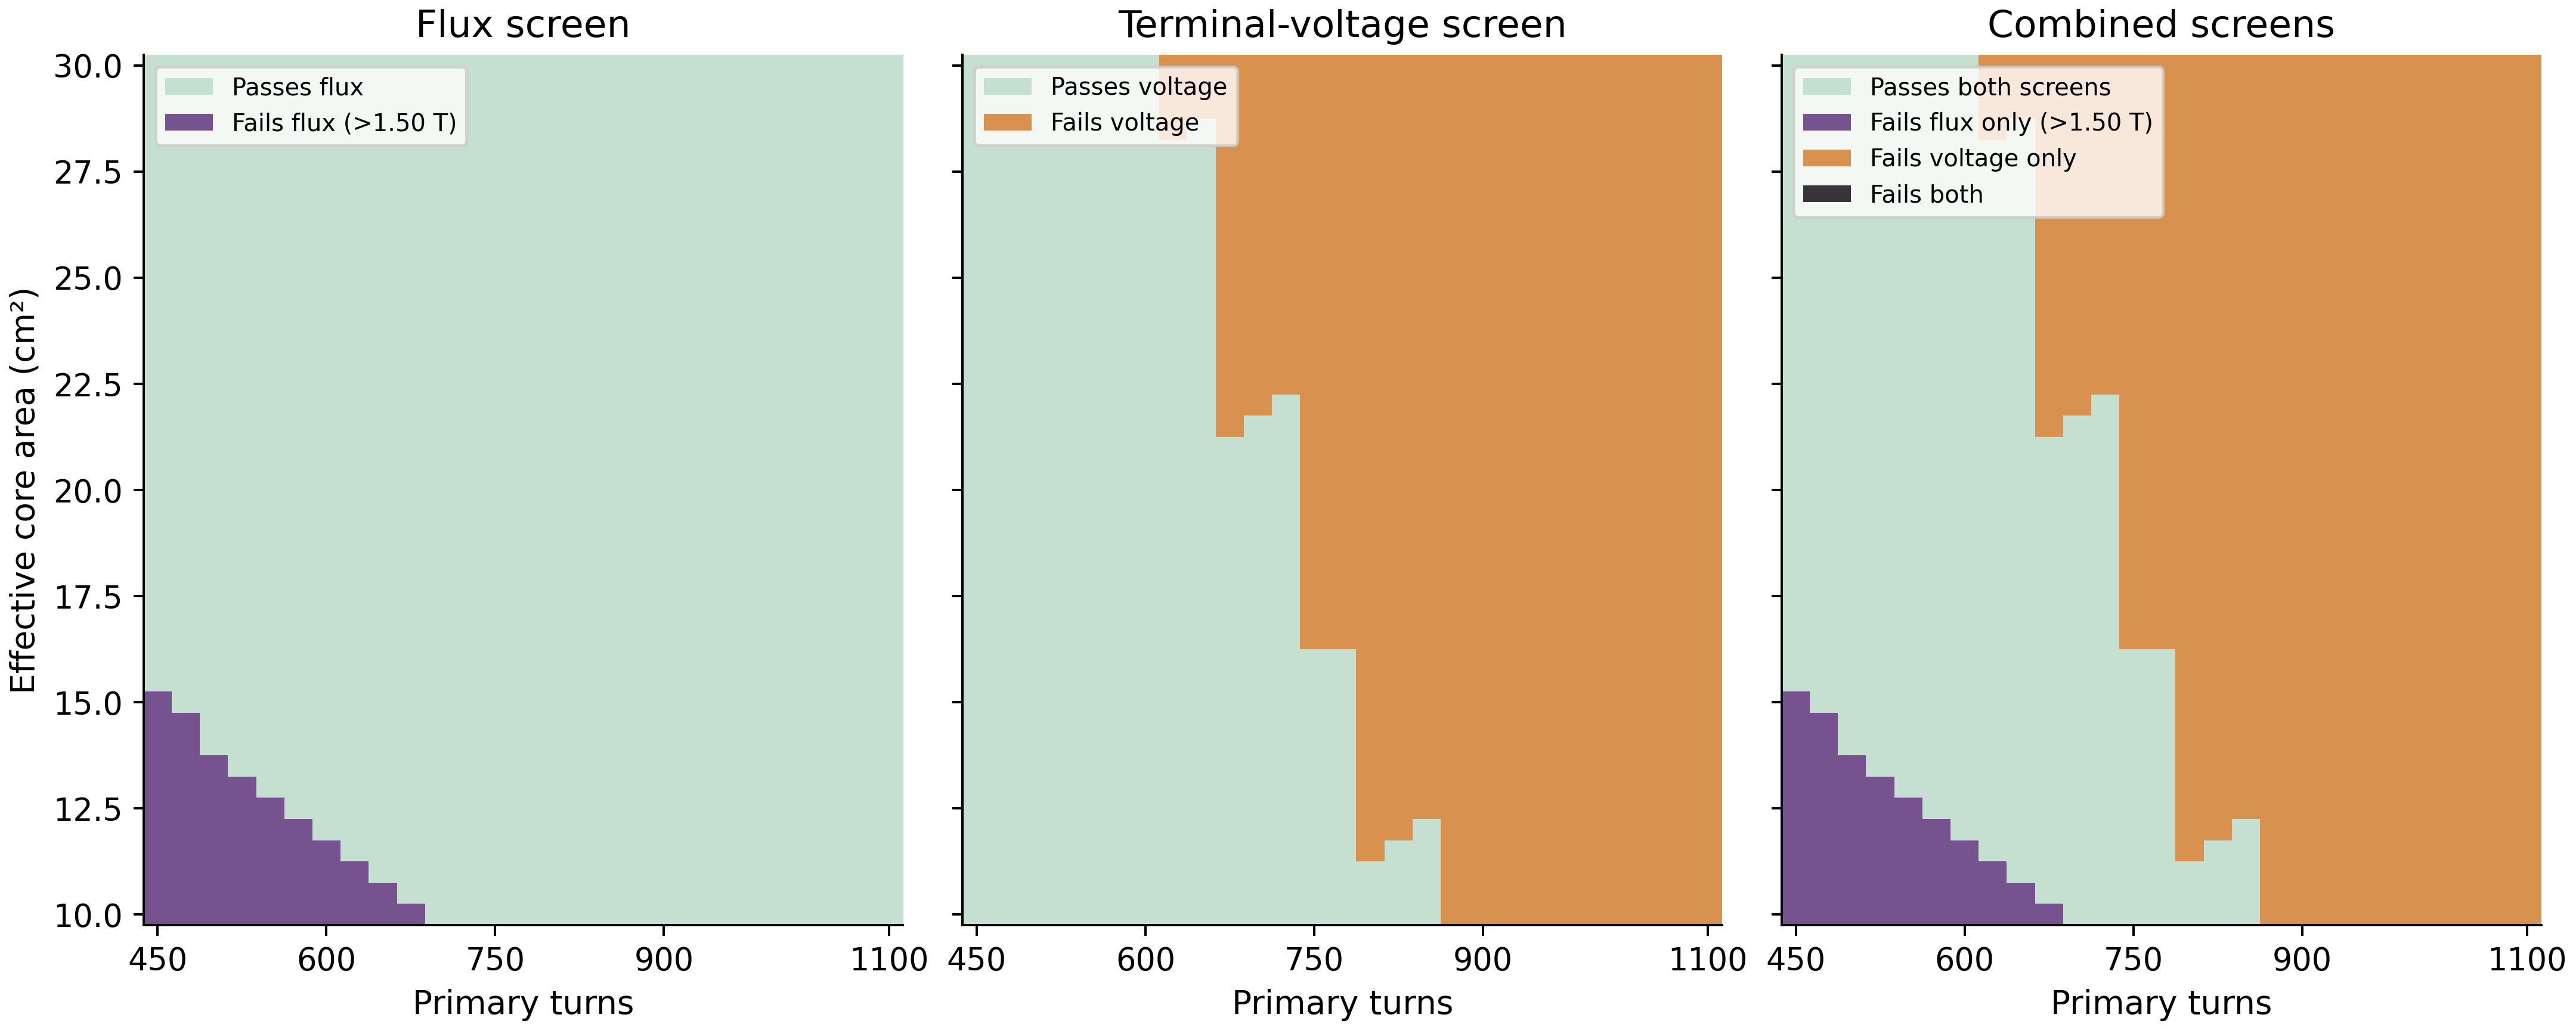 Flux screen
Passes flux
Fails flux (>1.50 T)
Effective core area (cm²)
30.0
27.5
25.0
22.5
20.0
17.5
15.0
12.5
10.0
450 600 750 900 1100
Primary turns
Terminal-voltage screen
Passes voltage
Fails voltage
450 600 750 900 1100
Primary turns
Combined screens
Passes both screens
Fails flux only (>1.50 T)
Fails voltage only
Fails both
450 600 750 900 1100
Primary turns